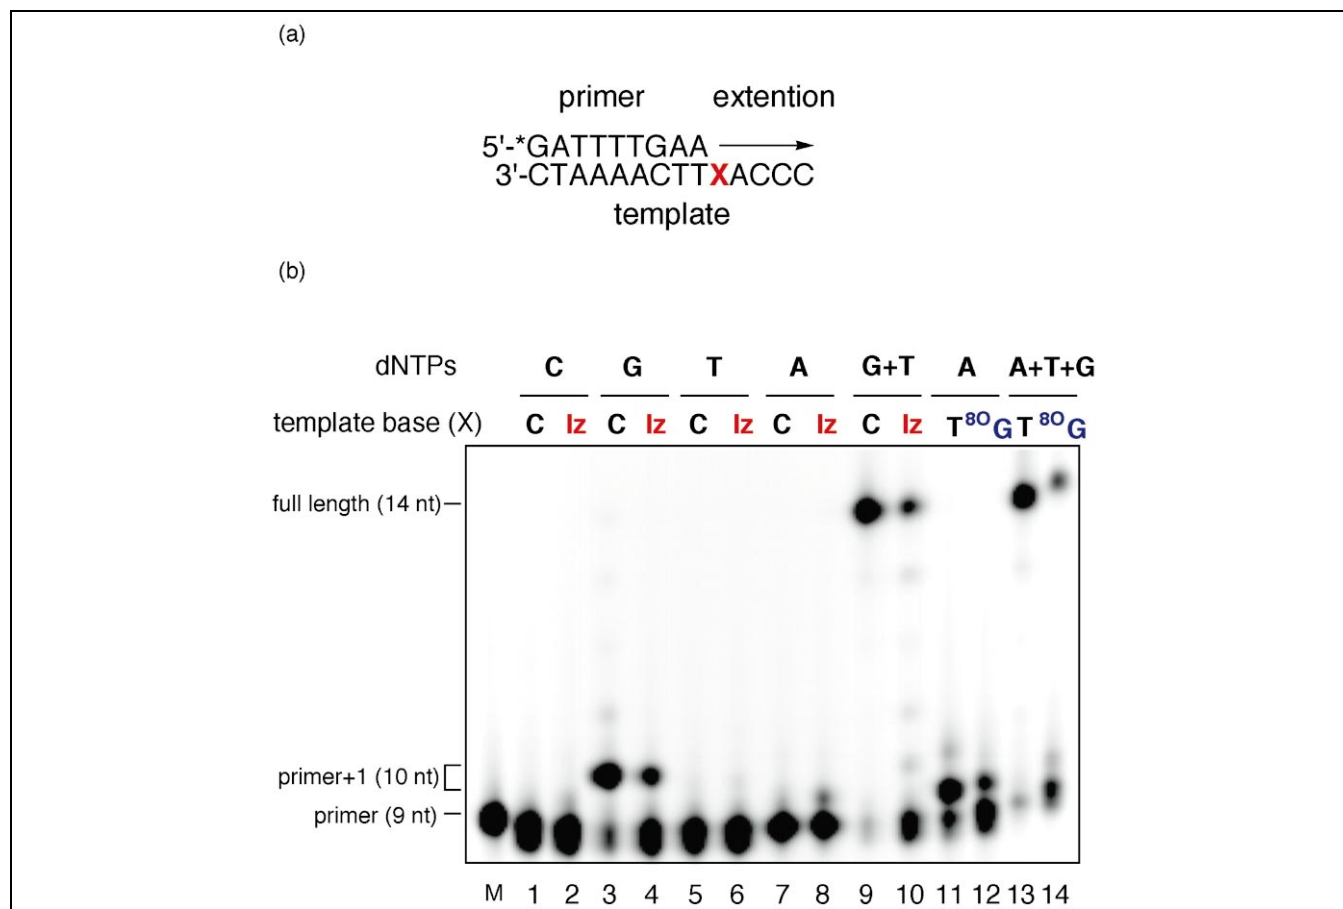 (a)
primer extention
5'-*GATTTTGAA
3'-CTAAAACTTXACCC
template
(b)
dNTPs C G T A G+T A A+T+G
template base (X) C Iz C Iz C Iz C Iz C Iz T 8OG T 8OG
full length (14 nt)
primer+1 (10 nt)
primer (9 nt)
M 1 2 3 4 5 6 7 8 9 10 11 12 13 14